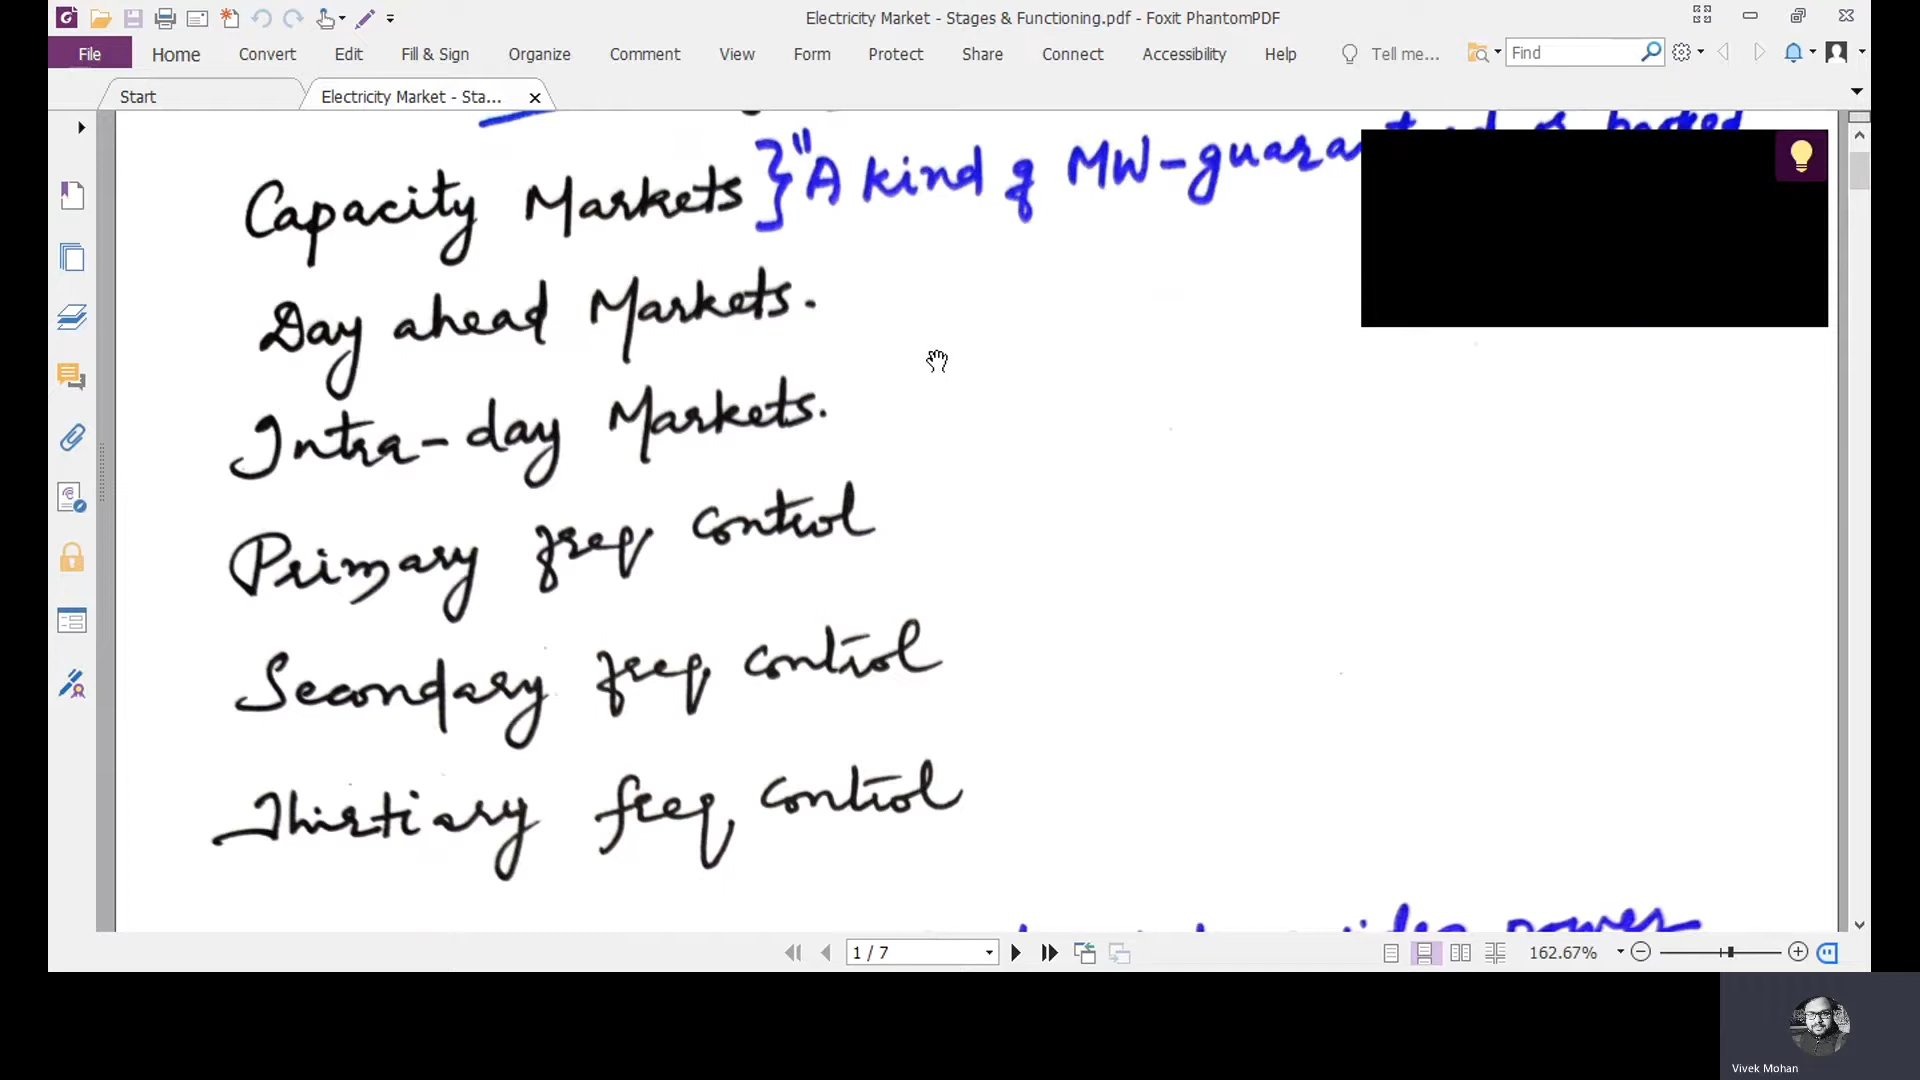 Electricity Market - Stages & Functioning.pdf - Foxit PhantomPDF
File Home Convert Edit Fill & Sign Organize Comment View Form Protect Share Connect Accessibility Help Tell me... Find
Start Electricity Market - Sta...
Capacity Markets } "A kind of MW-guara
Day ahead Markets.
Intra-day Markets.
Primary freq control
Secondary freq control
Thirtiary freq control
power
1 / 7 162.67%
Vivek Mohan